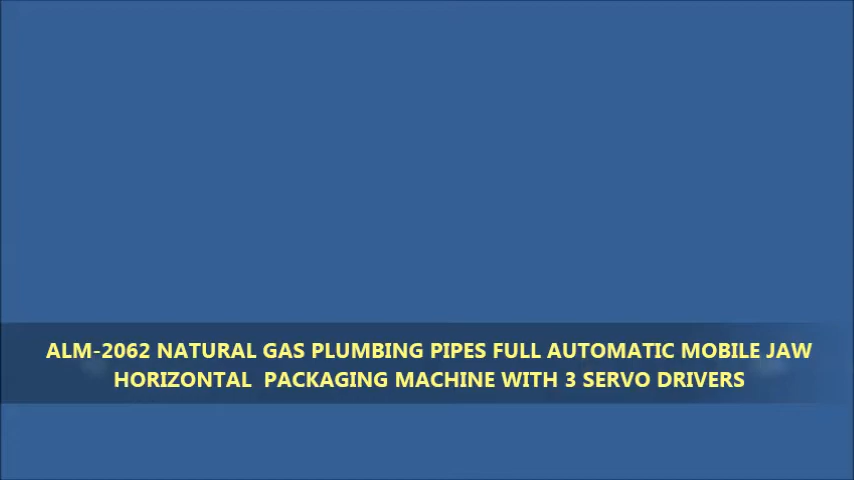 ALM-2062 NATURAL GAS PLUMBING PIPES FULL AUTOMATIC MOBILE JAW
HORIZONTAL  PACKAGING MACHINE WITH 3 SERVO DRIVERS